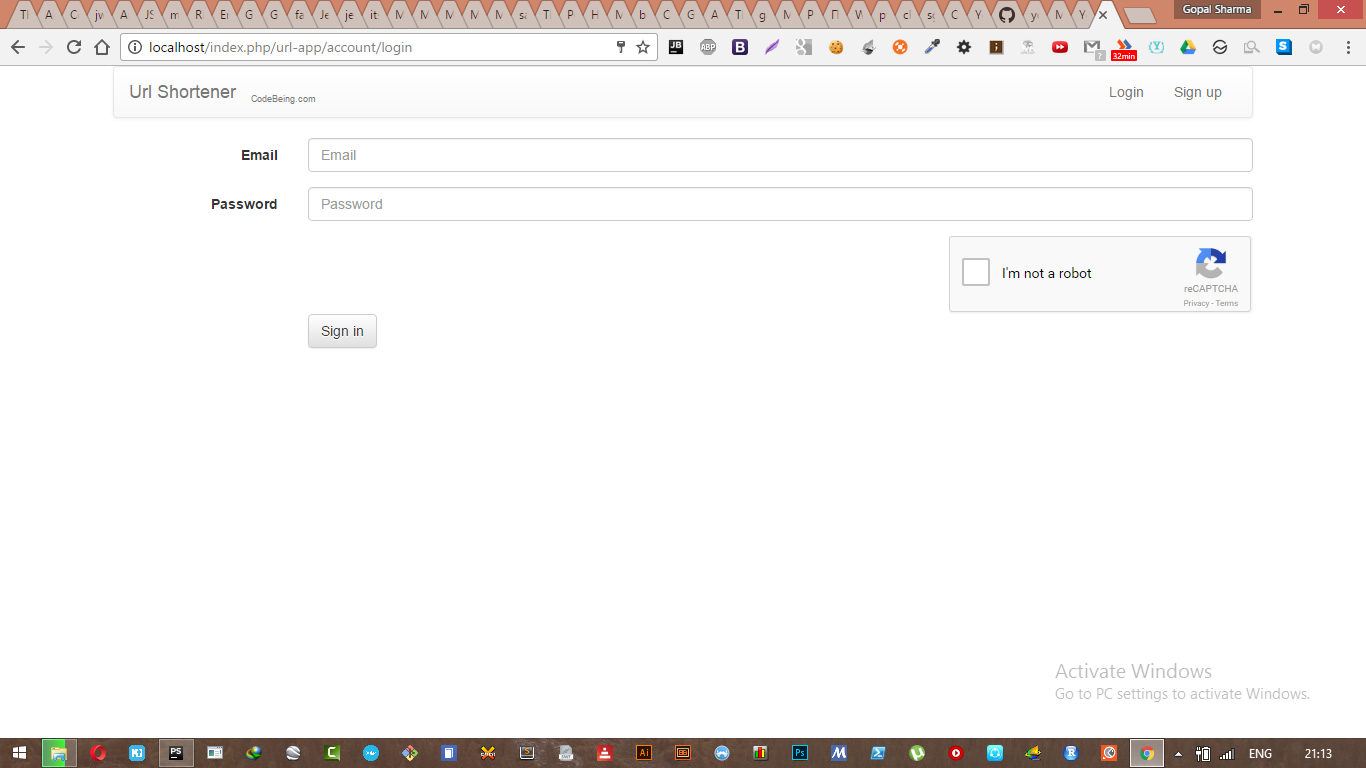 Gopal Sharma
localhost/index.php/url-app/account/login
32min
Url Shortener CodeBeing.com Login Sign up
Email Email
Password Password
I'm not a robot
reCAPTCHA
Privacy - Terms
Sign in
Activate Windows
Go to PC settings to activate Windows.
ENG 21:13